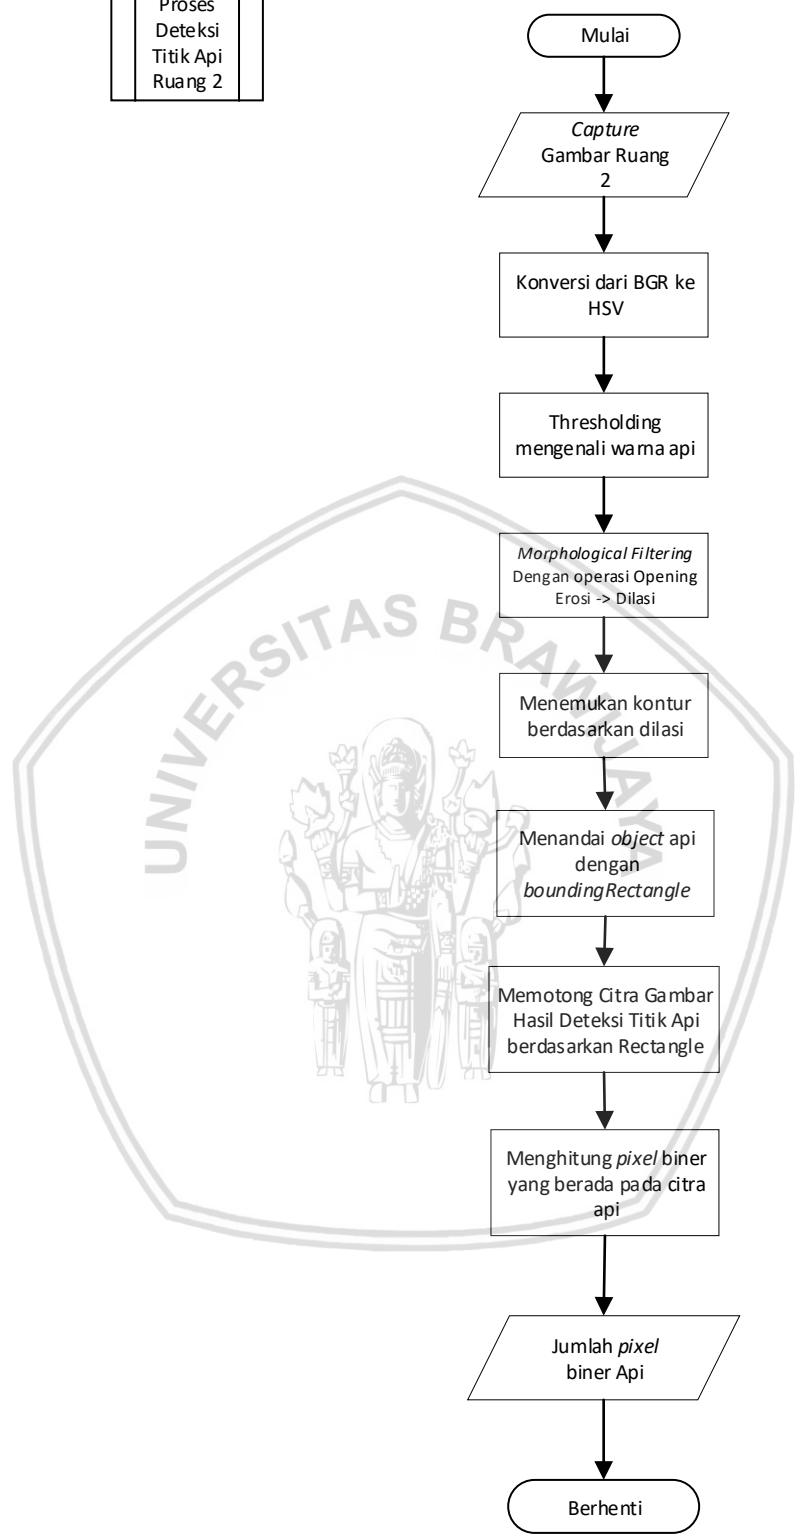 Proses
Deteksi
Titik Api
Ruang 2
Mulai
Capture
Gambar Ruang
2
Konversi dari BGR ke
HSV
Thresholding
mengenali warna api
Morphological Filtering
Dengan operasi Opening
Erosi -> Dilasi
UNIVERSITAS BRAWIJAYA
Menemukan kontur
berdasarkan dilasi
Menandai object api
dengan
boundingRectangle
Memotong Citra Gambar
Hasil Deteksi Titik Api
berdasarkan Rectangle
Menghitung pixel biner
yang berada pada citra
api
Jumlah pixel
biner Api
Berhenti